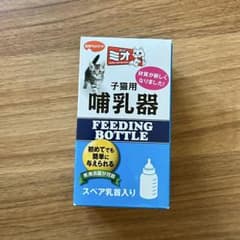 ミオ
材質が新しく
なりました!
子猫用
哺乳器
FEEDING
BOTTLE
初めてでも
簡単に
与えられる
スペア乳首入り